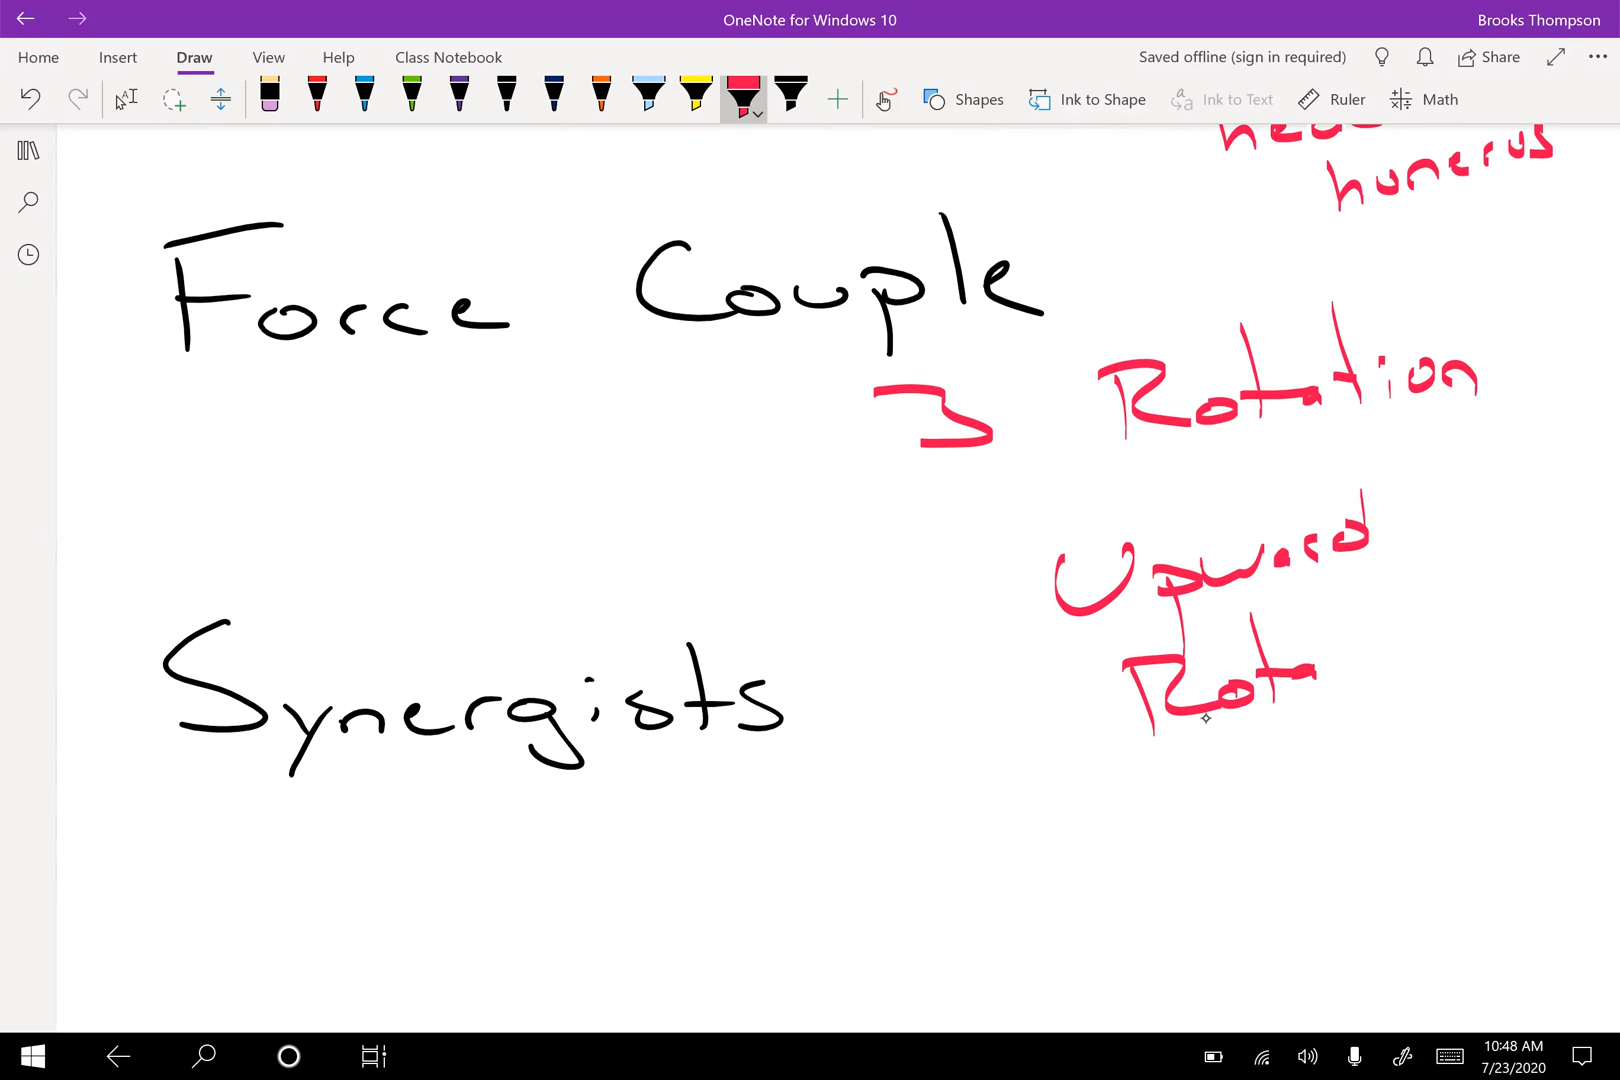 OneNote for Windows 10
Brooks Thompson
Home Insert Draw View Help Class Notebook
Saved offline (sign in required) Share
Shapes Ink to Shape Ink to Text Ruler Math
humerus
Force Couple
3 Rotation
Upward
Rot
Synergists
10:48 AM
7/23/2020